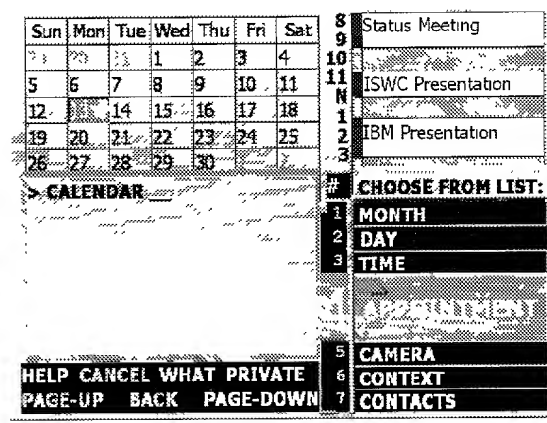 Sun Mon Tue Wed Thu Fri Sat
1 2 3 4
5 6 7 8 9 10 11
12 14 15 16 17 18
19 20 21 22 23 24 25
26 27 28 29 30
8 Status Meeting
9
10
11 ISWC Presentation
N
1
2 IBM Presentation
3
> CALENDAR __
# CHOOSE FROM LIST:
1 MONTH
2 DAY
3 TIME
APPOINTMENT
5 CAMERA
6 CONTEXT
7 CONTACTS
HELP CANCEL WHAT PRIVATE
PAGE-UP BACK PAGE-DOWN